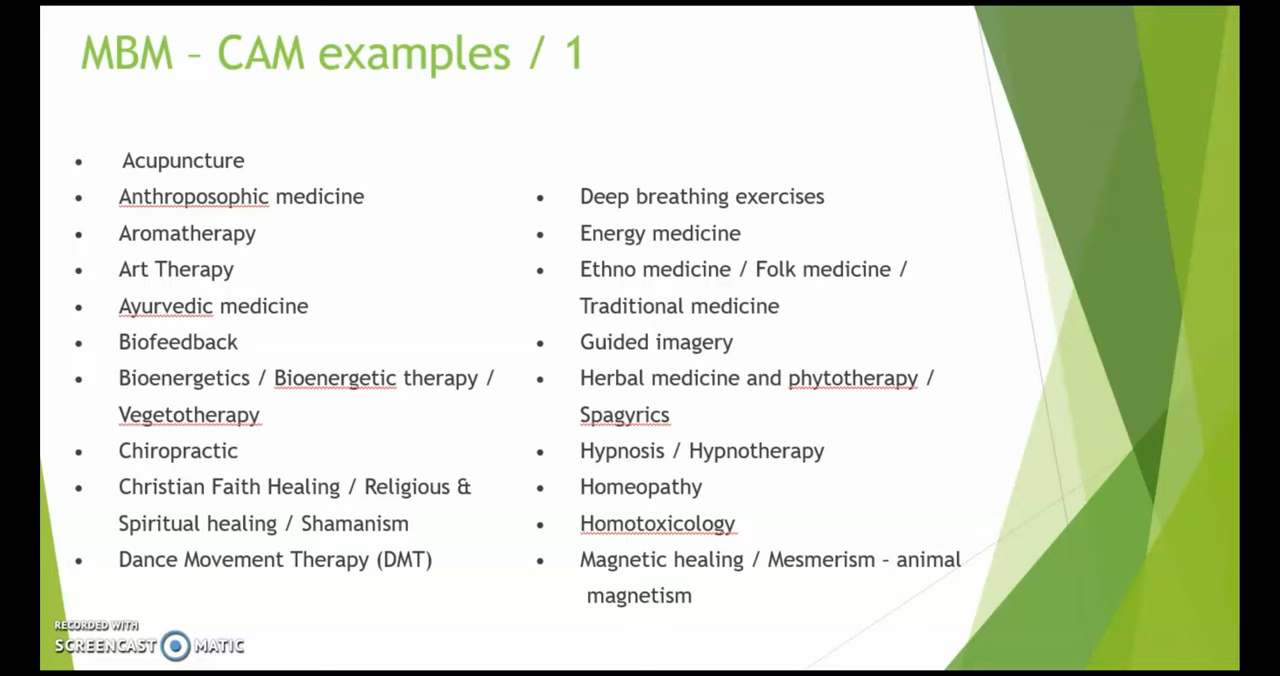 MBM – CAM examples / 1
• Acupuncture
• Anthroposophic medicine
• Aromatherapy
• Art Therapy
• Ayurvedic medicine
• Biofeedback
• Bioenergetics / Bioenergetic therapy /
Vegetotherapy
• Chiropractic
• Christian Faith Healing / Religious &
Spiritual healing / Shamanism
• Dance Movement Therapy (DMT)
• Deep breathing exercises
• Energy medicine
• Ethno medicine / Folk medicine /
Traditional medicine
• Guided imagery
• Herbal medicine and phytotherapy /
Spagyrics
• Hypnosis / Hypnotherapy
• Homeopathy
• Homotoxicology
• Magnetic healing / Mesmerism – animal
magnetism
RECORDED WITH
SCREENCAST MATIC